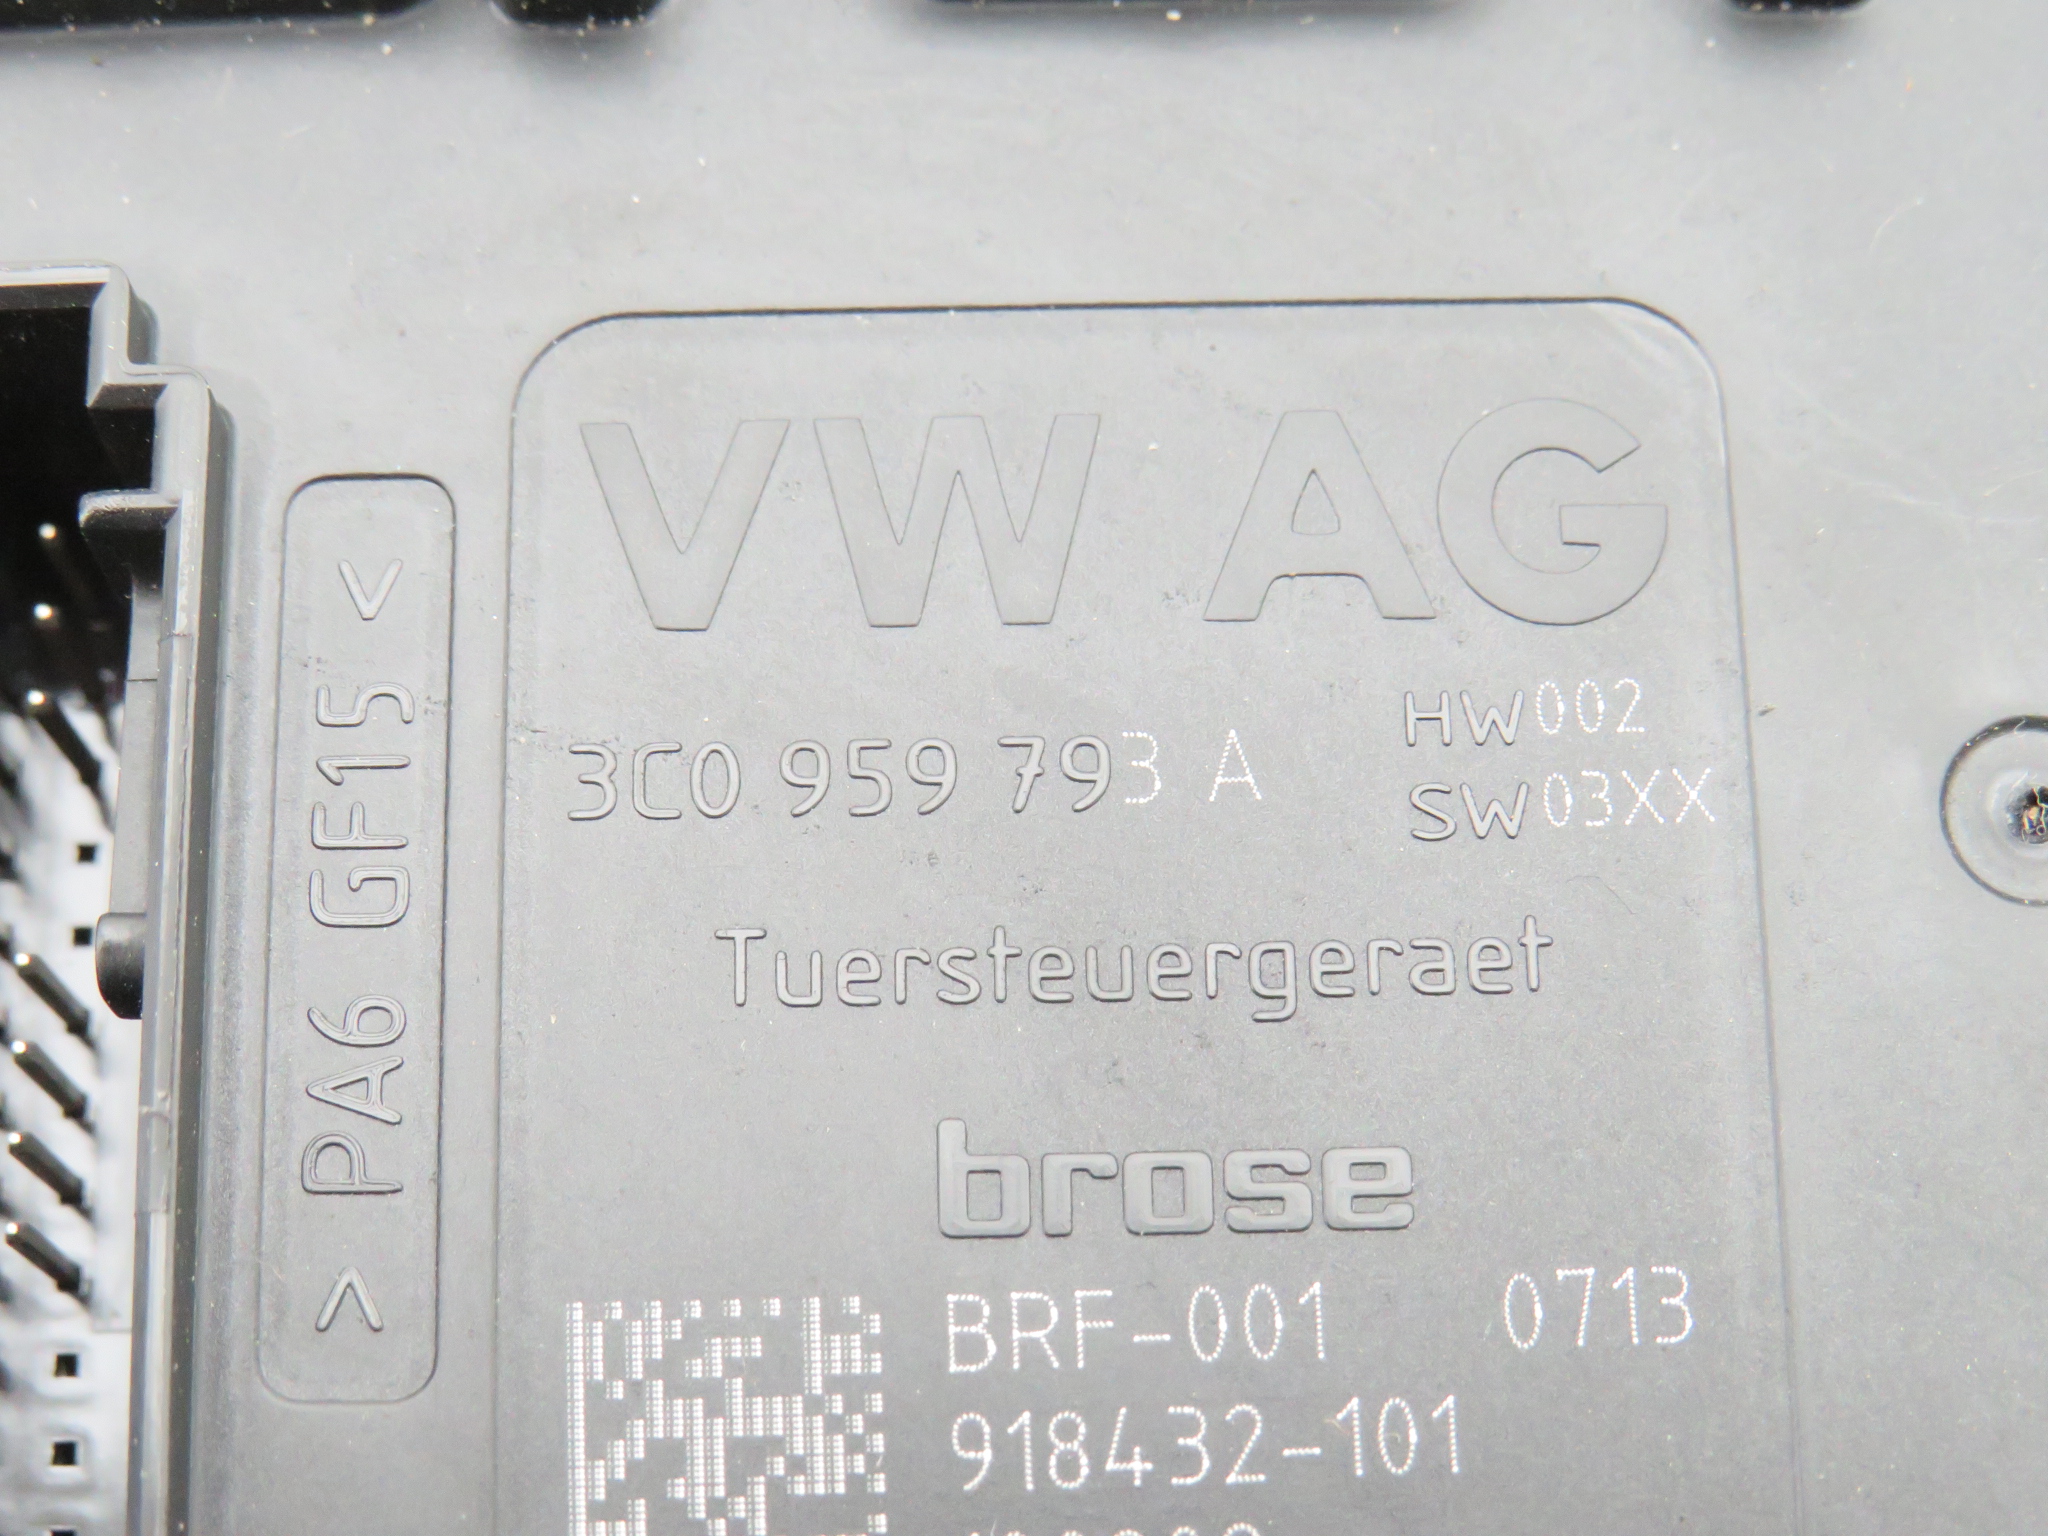 VW AG
3C0 959 793 A
HW002
SW03XX
Tuersteuergeraet
brose
BRF-001 0713
918432-101
> PA6 GF15 <